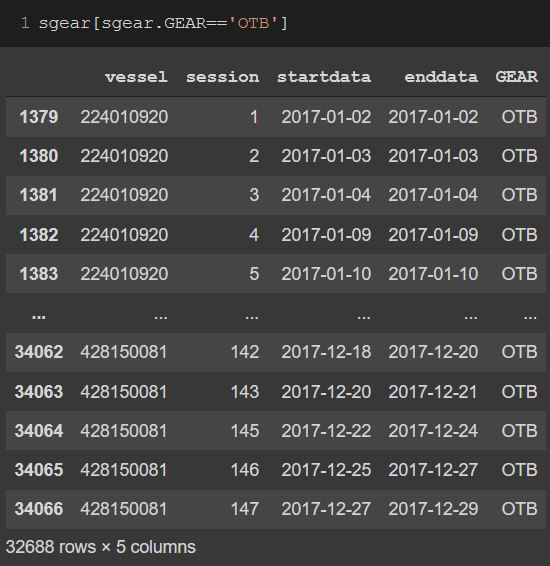 1 sgear[sgear.GEAR=='OTB']
vessel session startdata enddata GEAR
1379 224010920 1 2017-01-02 2017-01-02 OTB
1380 224010920 2 2017-01-03 2017-01-03 OTB
1381 224010920 3 2017-01-04 2017-01-04 OTB
1382 224010920 4 2017-01-09 2017-01-09 OTB
1383 224010920 5 2017-01-10 2017-01-10 OTB
... ... ... ... ... ...
34062 428150081 142 2017-12-18 2017-12-20 OTB
34063 428150081 143 2017-12-20 2017-12-21 OTB
34064 428150081 145 2017-12-22 2017-12-24 OTB
34065 428150081 146 2017-12-25 2017-12-27 OTB
34066 428150081 147 2017-12-27 2017-12-29 OTB
32688 rows × 5 columns